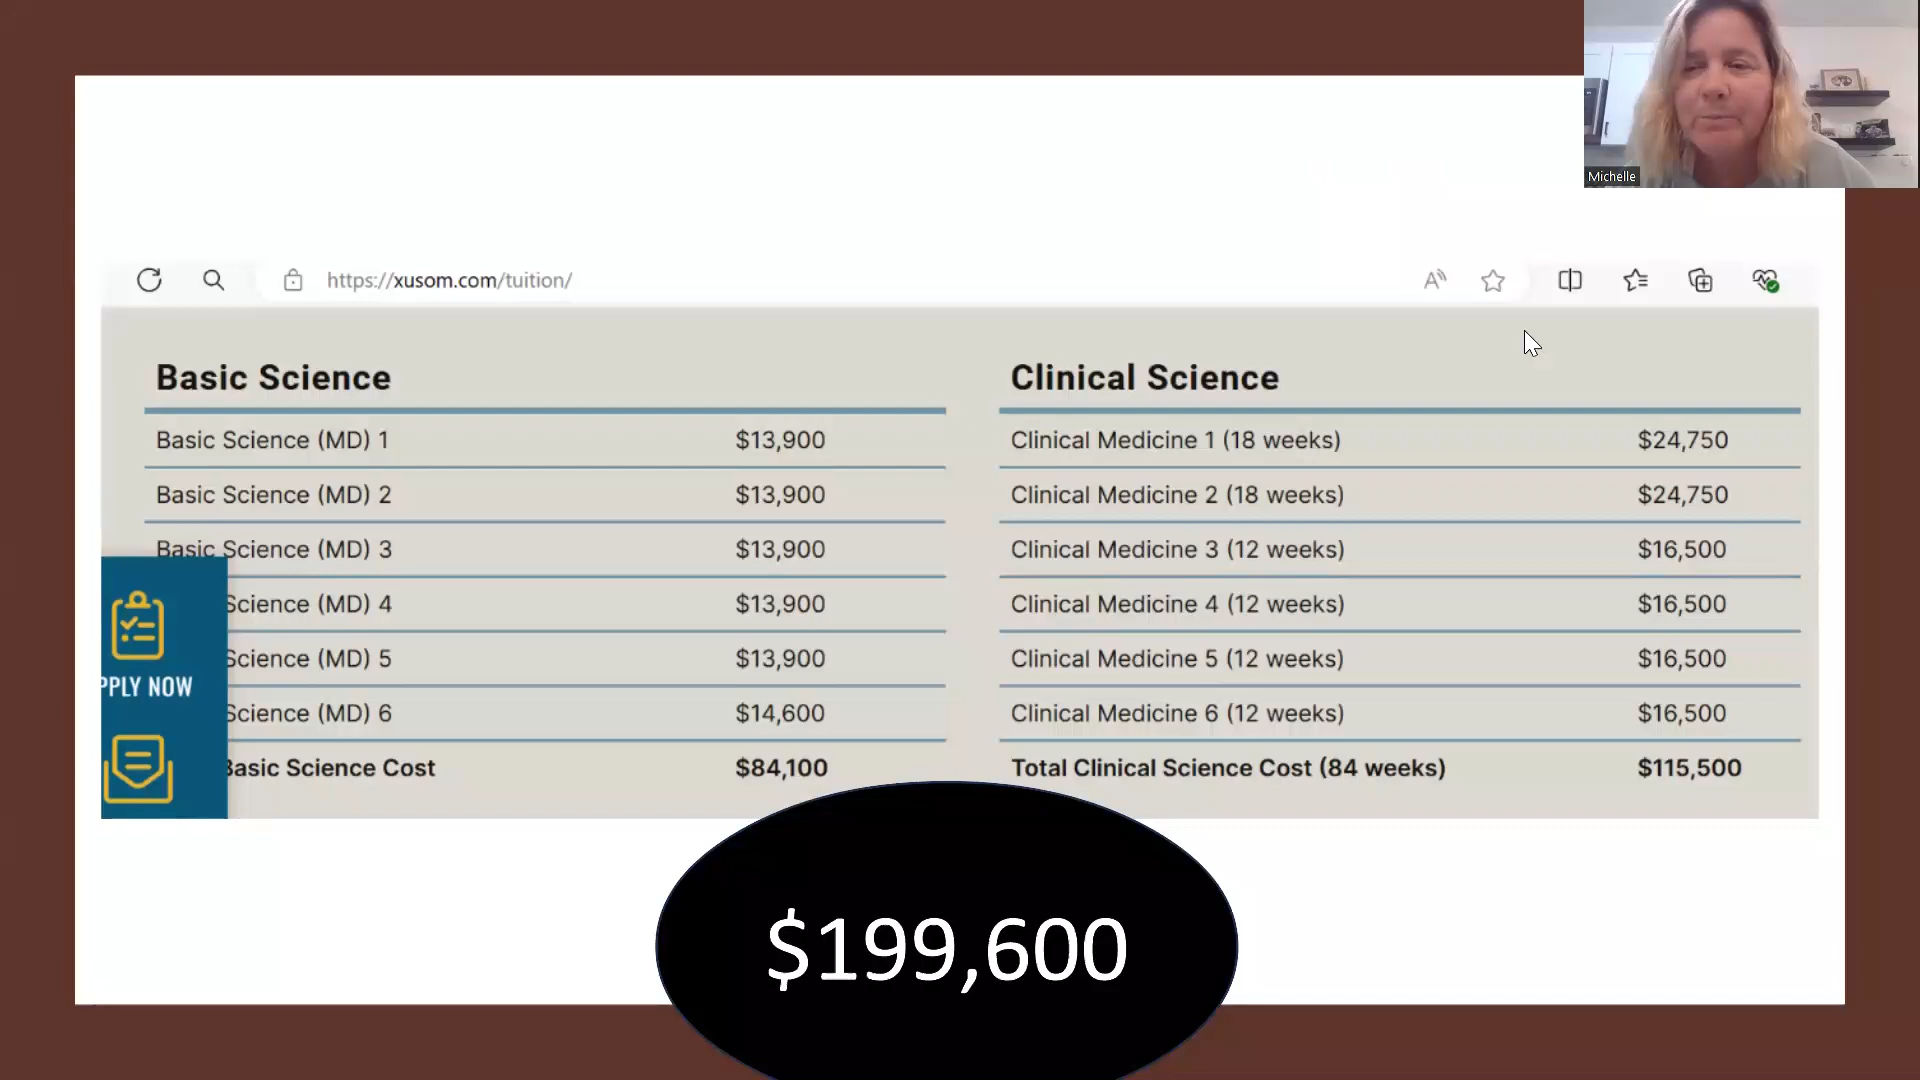 Michelle
https://xusom.com/tuition/
Basic Science
Basic Science (MD) 1 $13,900
Basic Science (MD) 2 $13,900
Basic Science (MD) 3 $13,900
Science (MD) 4 $13,900
Science (MD) 5 $13,900
Science (MD) 6 $14,600
Basic Science Cost $84,100
PPLY NOW
Clinical Science
Clinical Medicine 1 (18 weeks) $24,750
Clinical Medicine 2 (18 weeks) $24,750
Clinical Medicine 3 (12 weeks) $16,500
Clinical Medicine 4 (12 weeks) $16,500
Clinical Medicine 5 (12 weeks) $16,500
Clinical Medicine 6 (12 weeks) $16,500
Total Clinical Science Cost (84 weeks) $115,500
$199,600